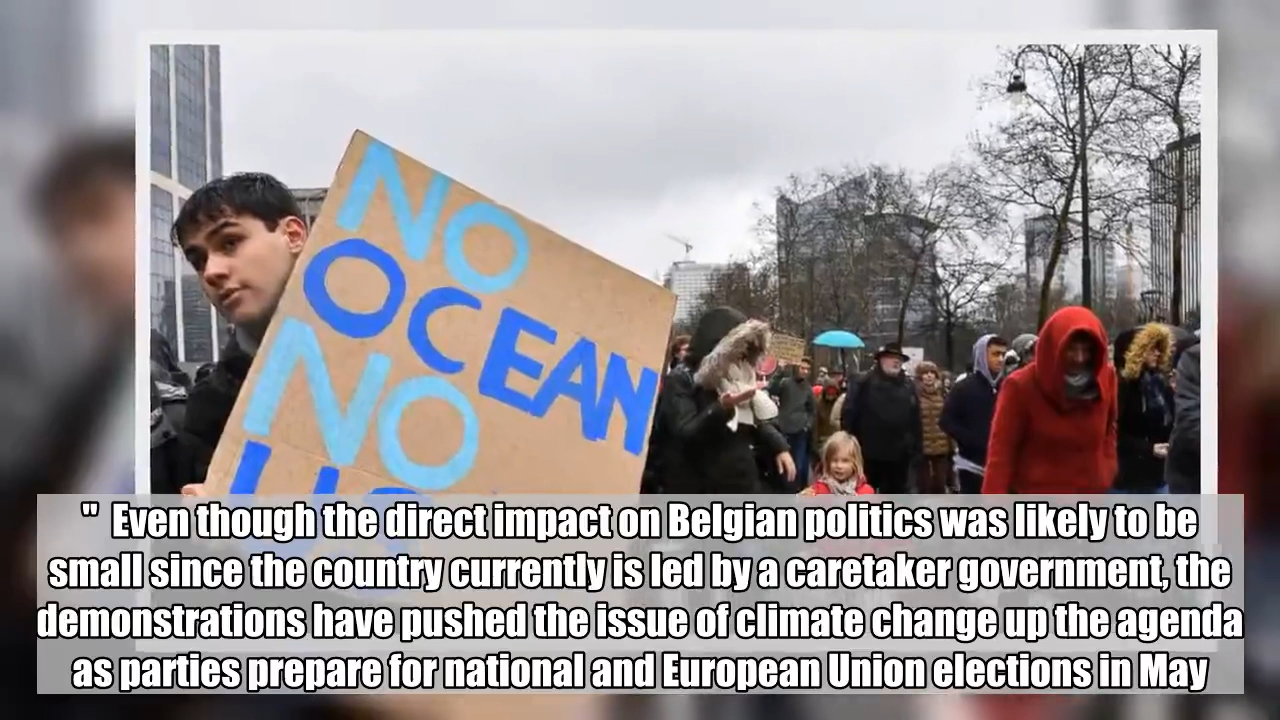 NO
OCEAN
NO
US
"  Even though the direct impact on Belgian politics was likely to be
small since the country currently is led by a caretaker government, the
demonstrations have pushed the issue of climate change up the agenda
as parties prepare for national and European Union elections in May